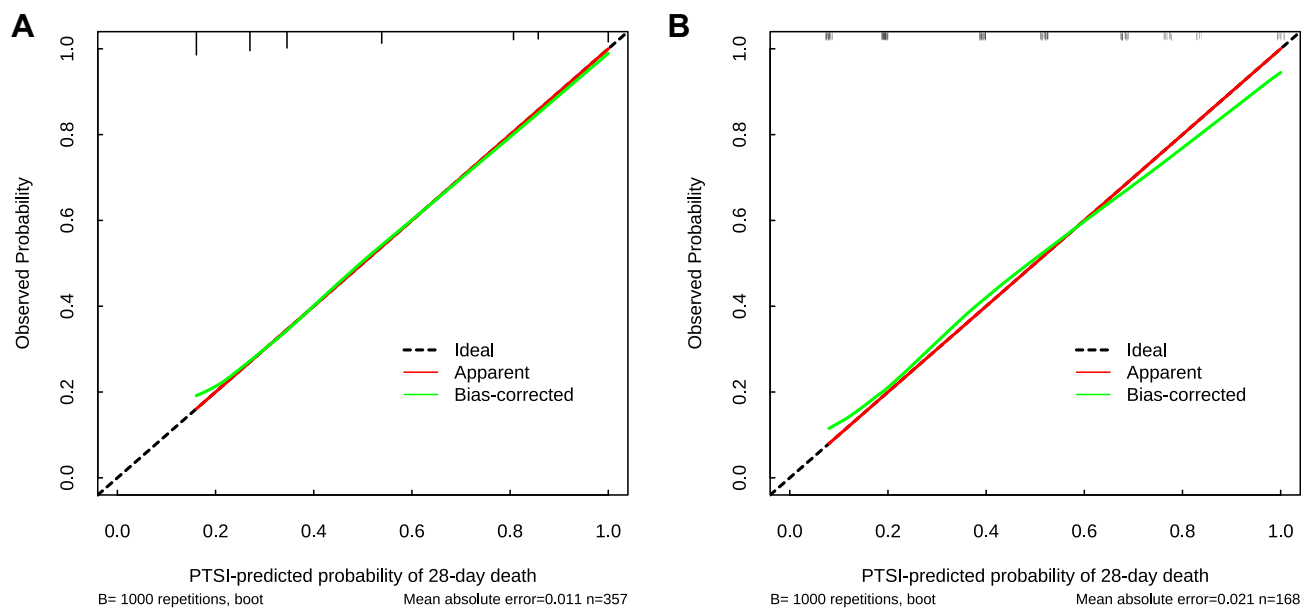 A
Observed Probability
1.0
0.8
0.6
0.4
0.2
0.0
Ideal
Apparent
Bias-corrected
0.0 0.2 0.4 0.6 0.8 1.0
PTSI-predicted probability of 28-day death
B= 1000 repetitions, boot
Mean absolute error=0.011 n=357
B
Observed Probability
1.0
0.8
0.6
0.4
0.2
0.0
Ideal
Apparent
Bias-corrected
0.0 0.2 0.4 0.6 0.8 1.0
PTSI-predicted probability of 28-day death
B= 1000 repetitions, boot
Mean absolute error=0.021 n=168